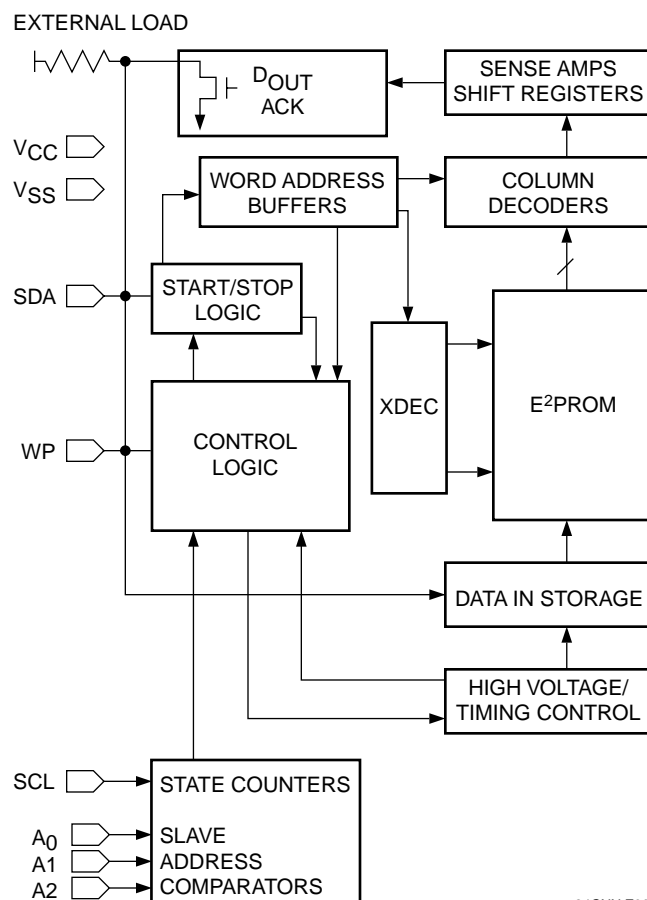 EXTERNAL LOAD
DOUT
ACK
SENSE AMPS
SHIFT REGISTERS
VCC
VSS
WORD ADDRESS
BUFFERS
COLUMN
DECODERS
SDA
START/STOP
LOGIC
XDEC
E²PROM
WP
CONTROL
LOGIC
DATA IN STORAGE
HIGH VOLTAGE/
TIMING CONTROL
SCL
STATE COUNTERS
A0
SLAVE
A1
ADDRESS
A2
COMPARATORS